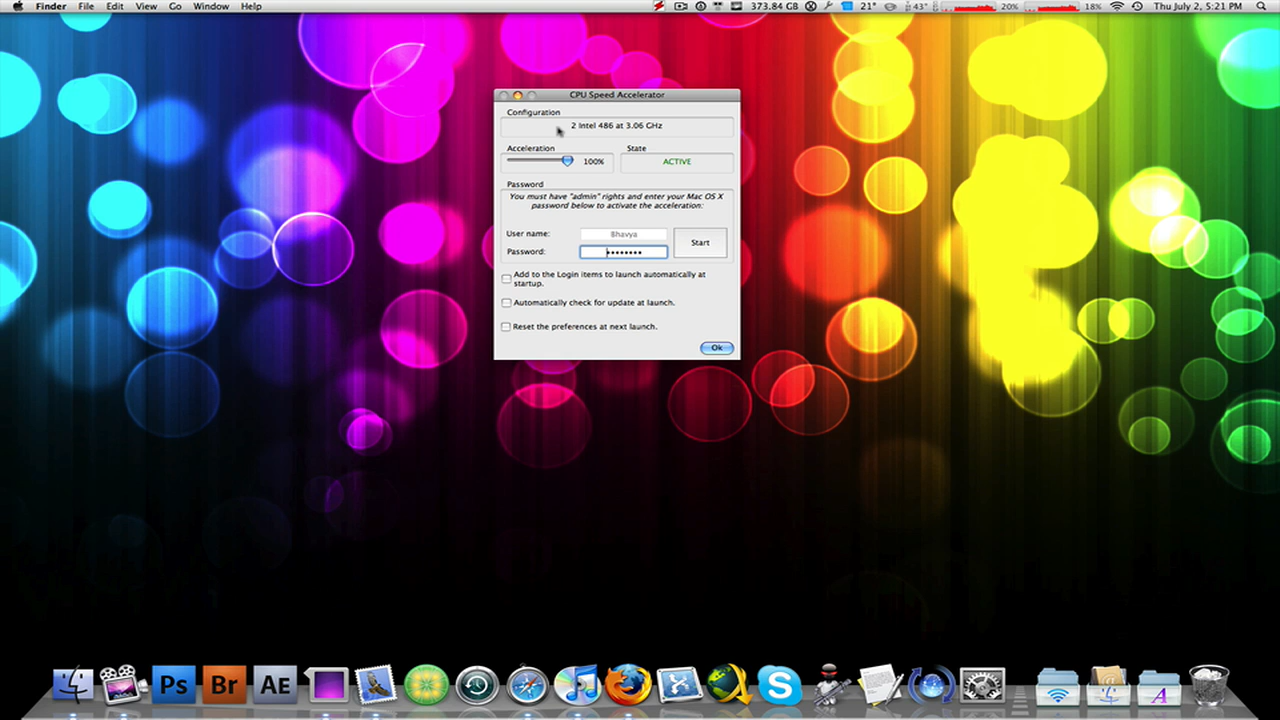 Finder File Edit View Go Window Help
373.84 GB 43° 20% 21° 18% Thu July 2, 5:21 PM
CPU Speed Accelerator
Configuration
2 Intel 486 at 3.06 GHz
Acceleration State
100% ACTIVE
Password
You must have "admin" rights and enter your Mac OS X
password below to activate the acceleration:
User name: Bhavya
Start
Password: ••••••••
Add to the Login items to launch automatically at
startup.
Automatically check for update at launch.
Reset the preferences at next launch.
Ok
Ps Br AE S A